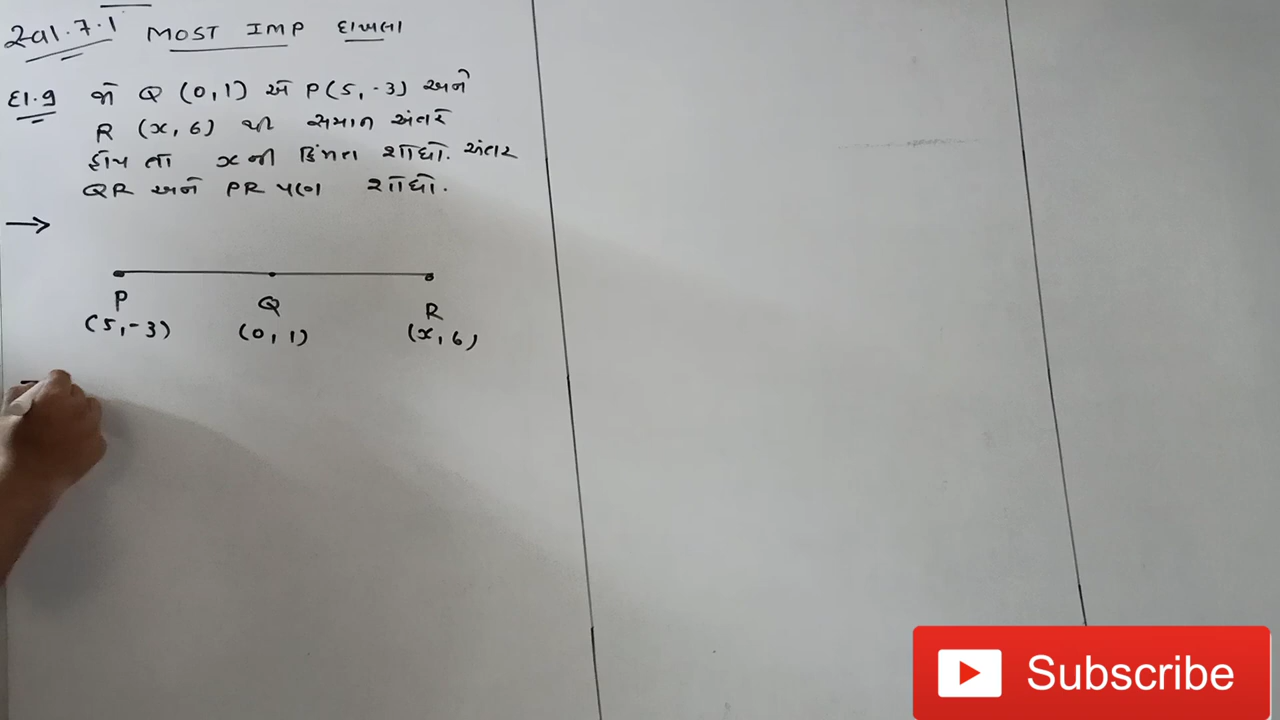 સ્વા.7.1 MOST IMP દાખલા
દા.9 જો Q (0,1) એ P(5,-3) અને
R (x,6) થી સમાન અંતરે
હોય તો x ની કિંમત શોધો. અંતર
QR અને PR પણ શોધો.
→
P Q R
(5,-3) (0,1) (x,6)
Subscribe